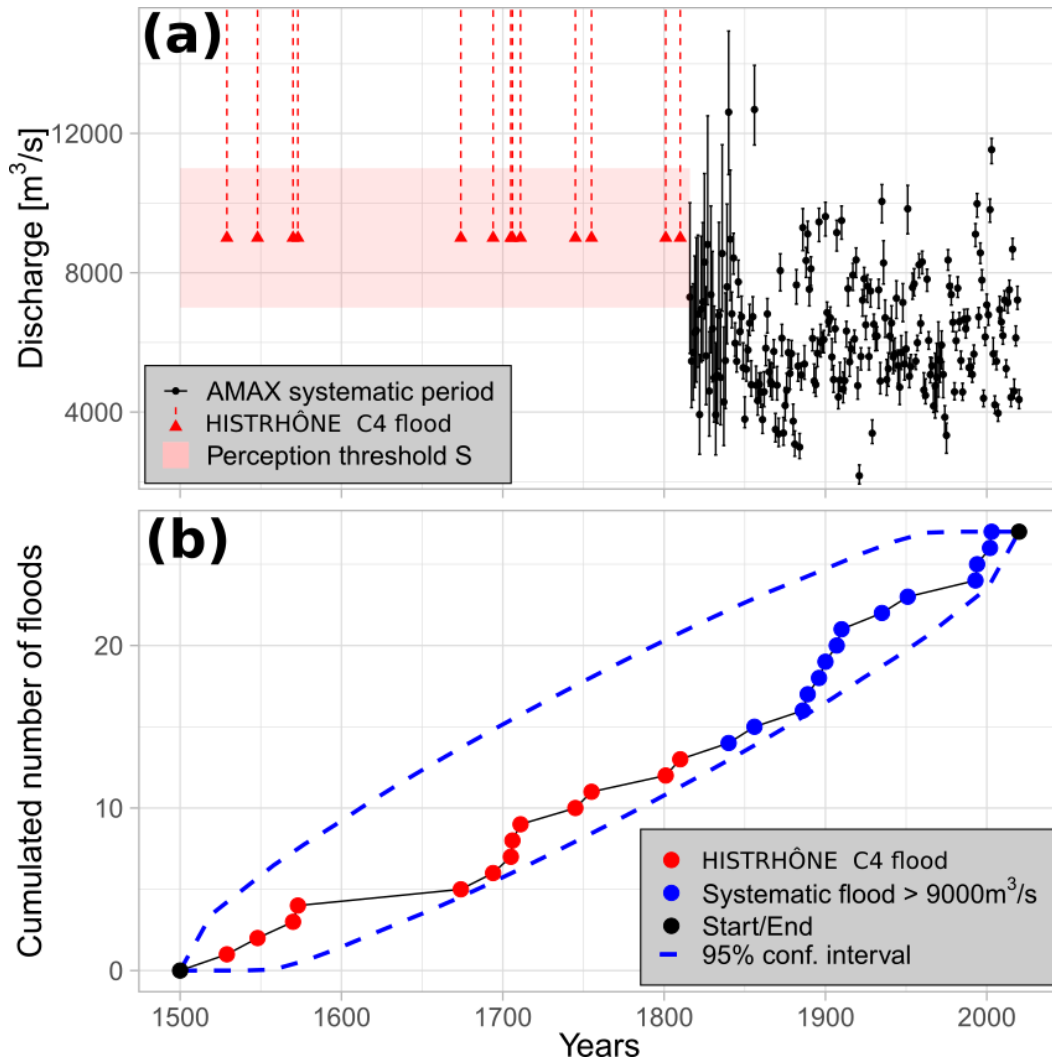 (a)
Discharge [m³/s]
12000
8000
4000
AMAX systematic period
HISTRHÔNE C4 flood
Perception threshold S
(b)
Cumulated number of floods
20
10
0
HISTRHÔNE C4 flood
Systematic flood > 9000m³/s
Start/End
95% conf. interval
1500 1600 1700 1800 1900 2000
Years